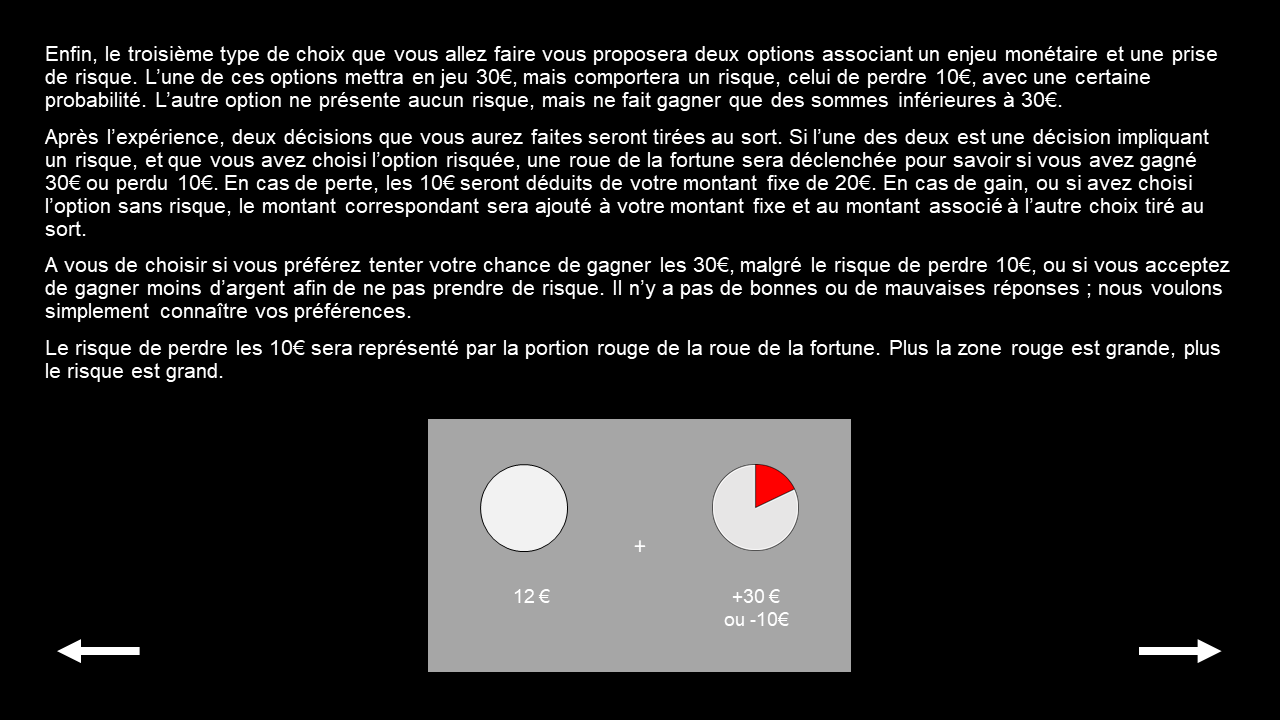 Enfin, le troisième type de choix que vous allez faire vous proposera deux options associant un enjeu monétaire et une prise
de risque. L’une de ces options mettra en jeu 30€, mais comportera un risque, celui de perdre 10€, avec une certaine
probabilité. L’autre option ne présente aucun risque, mais ne fait gagner que des sommes inférieures à 30€.
Après l’expérience, deux décisions que vous aurez faites seront tirées au sort. Si l’une des deux est une décision impliquant
un risque, et que vous avez choisi l’option risquée, une roue de la fortune sera déclenchée pour savoir si vous avez gagné
30€ ou perdu 10€. En cas de perte, les 10€ seront déduits de votre montant fixe de 20€. En cas de gain, ou si avez choisi
l’option sans risque, le montant correspondant sera ajouté à votre montant fixe et au montant associé à l’autre choix tiré au
sort.
A vous de choisir si vous préférez tenter votre chance de gagner les 30€, malgré le risque de perdre 10€, ou si vous acceptez
de gagner moins d’argent afin de ne pas prendre de risque. Il n’y a pas de bonnes ou de mauvaises réponses ; nous voulons
simplement connaître vos préférences.
Le risque de perdre les 10€ sera représenté par la portion rouge de la roue de la fortune. Plus la zone rouge est grande, plus
le risque est grand.
+
12 €
+30 €
ou -10€